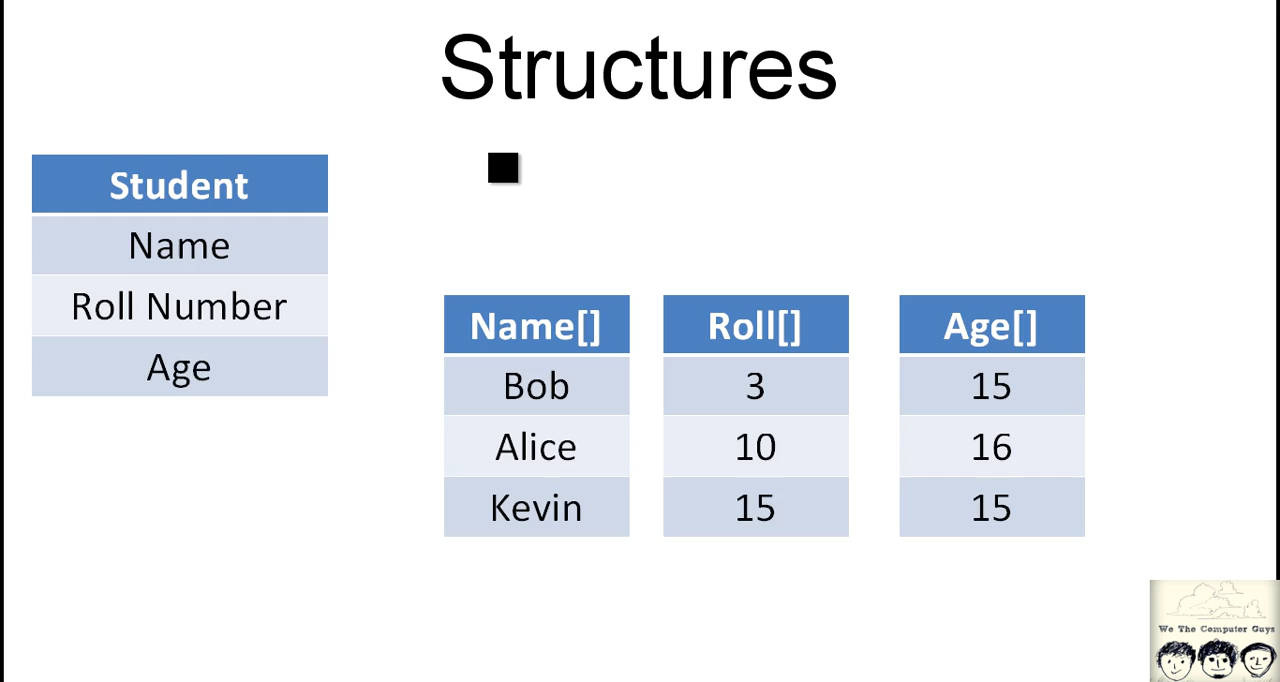 Structures
Student
Name
Roll Number
Age
Name[] Roll[] Age[]
Bob 3 15
Alice 10 16
Kevin 15 15
We The Computer Guys